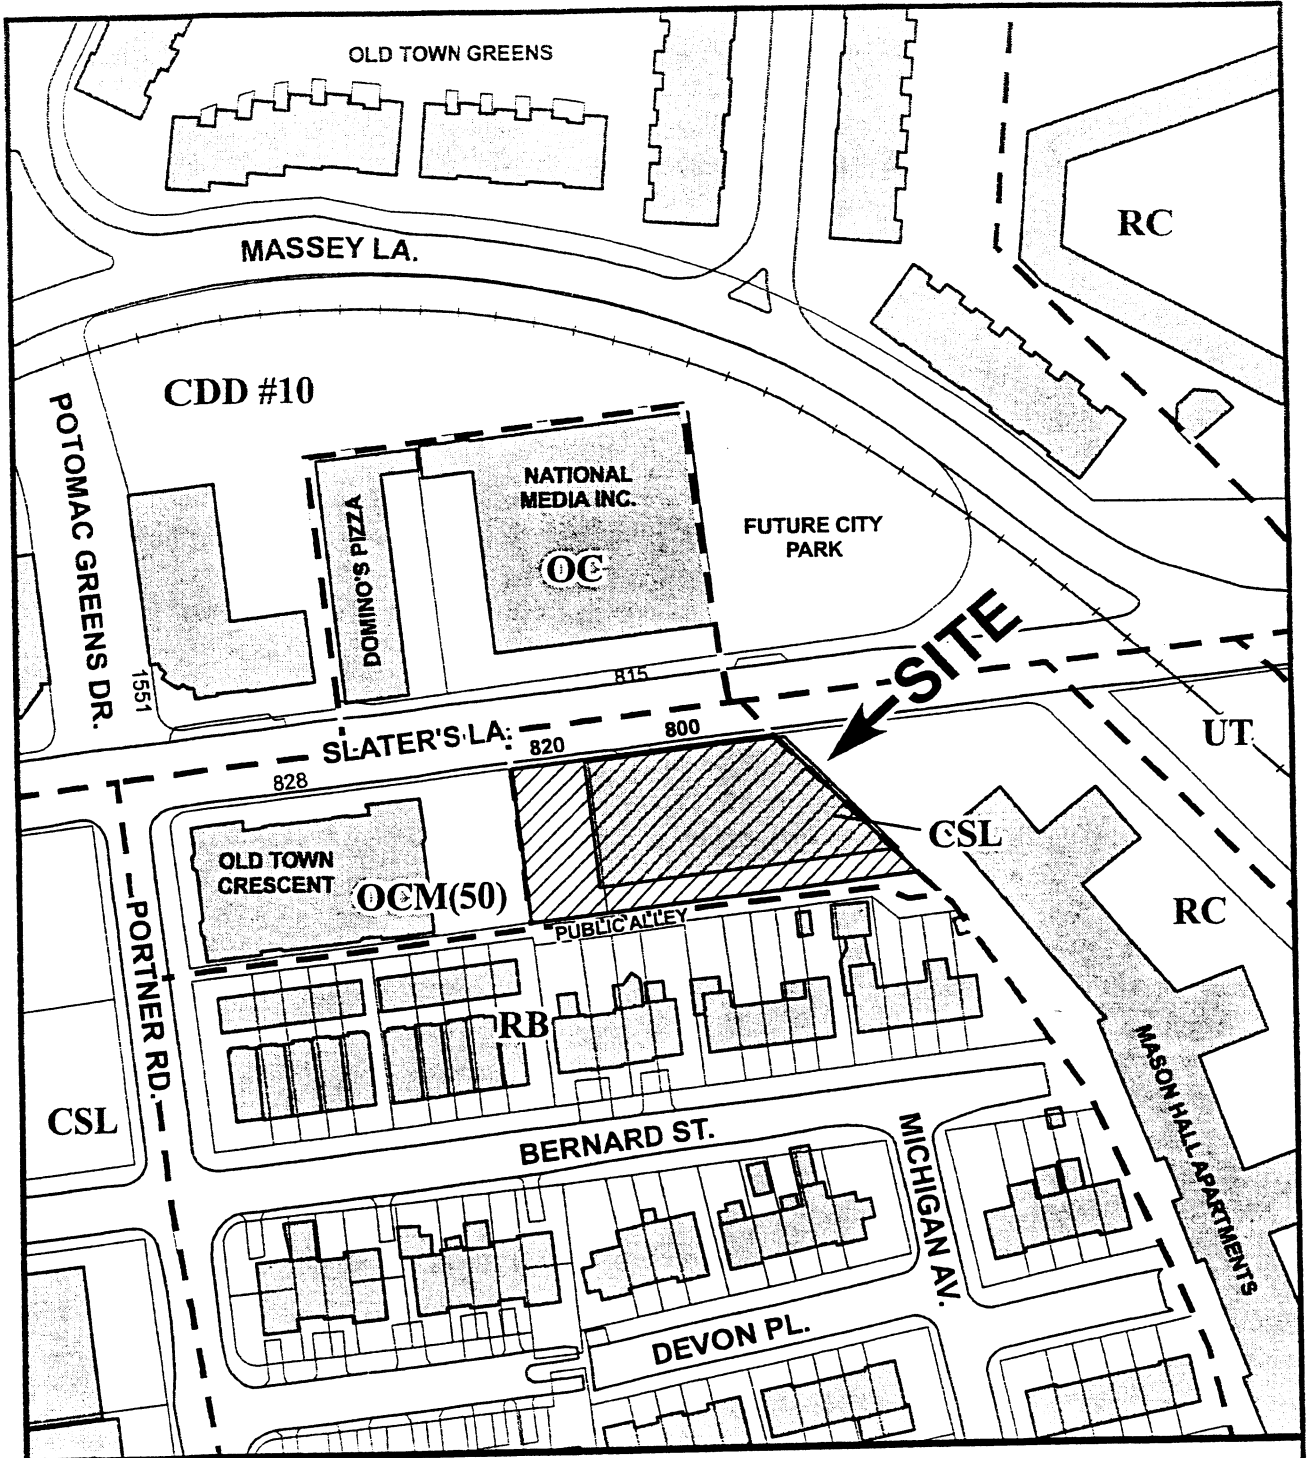 OLD TOWN GREENS
RC
MASSEY LA.
CDD #10
POTOMAC GREENS DR.
NATIONAL
MEDIA INC.
DOMINO'S PIZZA
OC
FUTURE CITY
PARK
SITE
1551
815
UT
SLATER'S LA.
820
800
828
CSL
OLD TOWN
CRESCENT
OCM(50)
RC
PUBLIC ALLEY
PORTNER RD.
RB
MASON HALL APARTMENTS
CSL
BERNARD ST.
MICHIGAN AV.
DEVON PL.